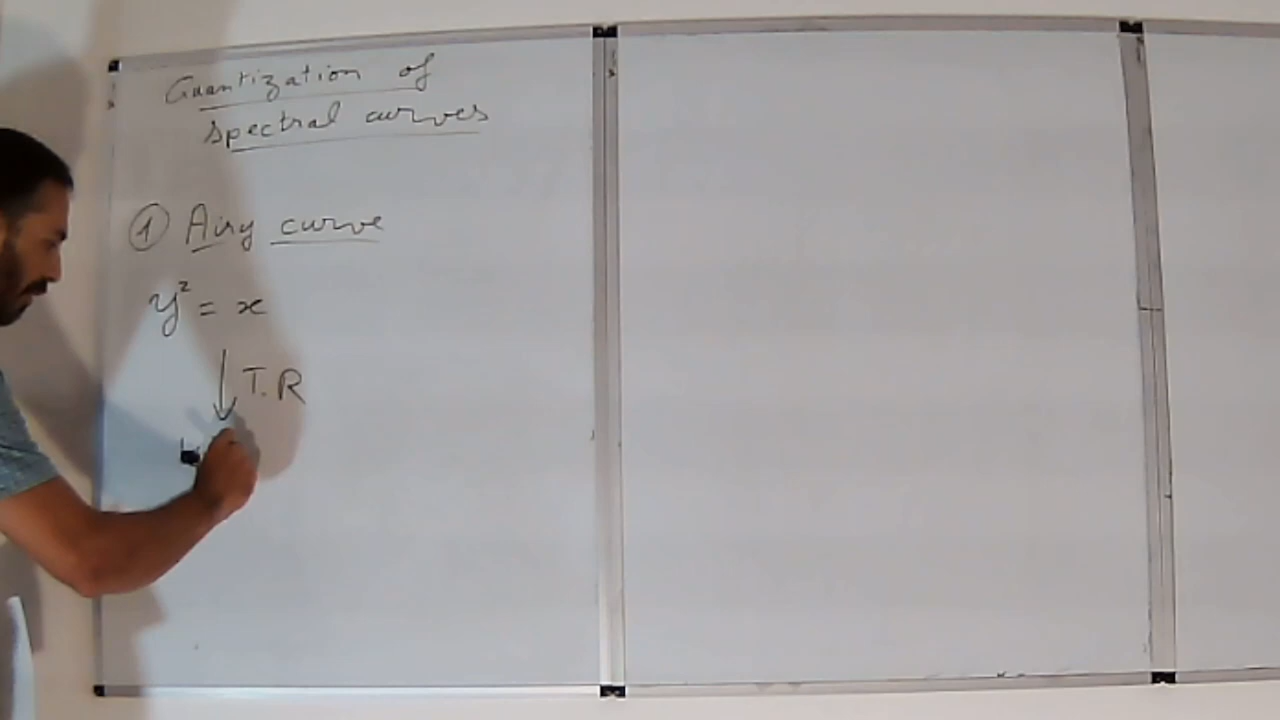 Quantization of
spectral curves
① Airy curve
y² = x
↓ T.R